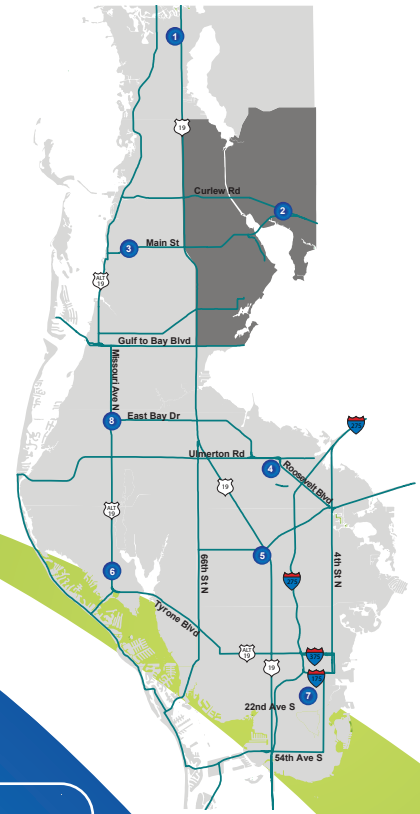 1
19
Curlew Rd
2
Main St
3
ALT
19
Gulf to Bay Blvd
Missouri Ave N
East Bay Dr
8
275
Ulmerton Rd
4
Roosevelt Blvd
19
ALT
19
5
66th St N
4th St N
6
275
Tyrone Blvd
ALT
19
375
19
175
7
22nd Ave S
54th Ave S